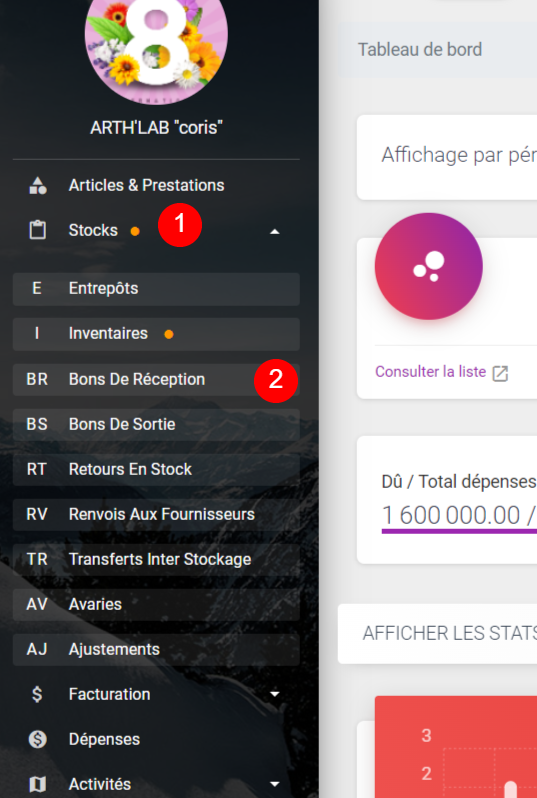 8
ARTH'LAB "coris"
Articles & Prestations
Stocks
1
E Entrepôts
I Inventaires
BR Bons De Réception
2
BS Bons De Sortie
RT Retours En Stock
RV Renvois Aux Fournisseurs
TR Transferts Inter Stockage
AV Avaries
AJ Ajustements
$ Facturation
$ Dépenses
Activités
Tableau de bord
Affichage par pér
Consulter la liste
Dû / Total dépenses
1 600 000.00 /
AFFICHER LES STATS
3
2